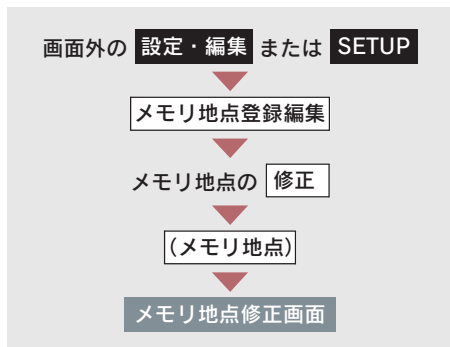 画面外の 設定・編集 または SETUP
メモリ地点登録編集
メモリ地点の 修正
(メモリ地点)
メモリ地点修正画面